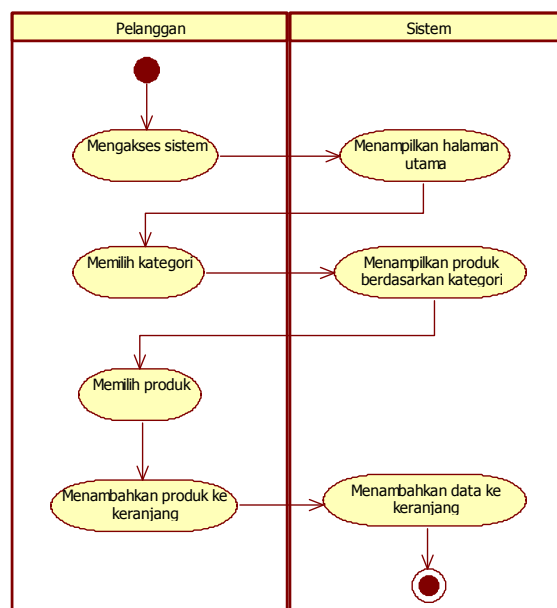 Pelanggan
Sistem
Mengakses sistem
Menampilkan halaman
utama
Memilih kategori
Menampilkan produk
berdasarkan kategori
Memilih produk
Menambahkan produk ke
keranjang
Menambahkan data ke
keranjang